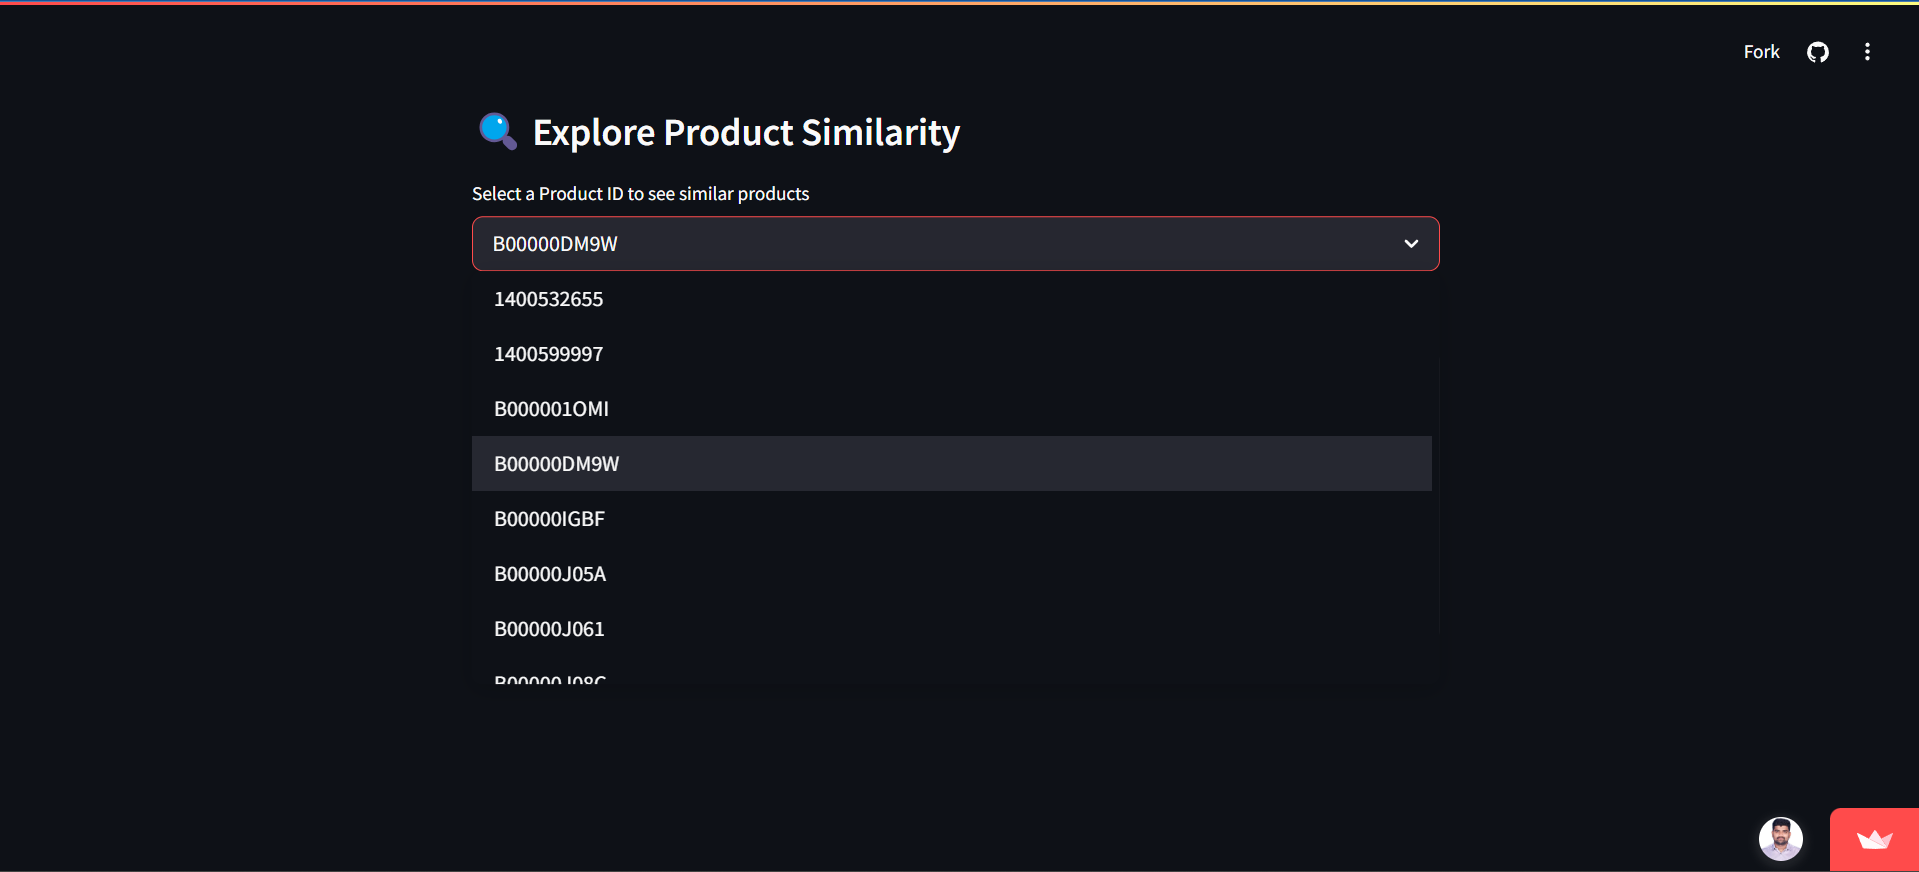 Fork
Explore Product Similarity
Select a Product ID to see similar products
B00000DM9W
1400532655
1400599997
B000001OMI
B00000DM9W
B00000IGBF
B00000J05A
B00000J061